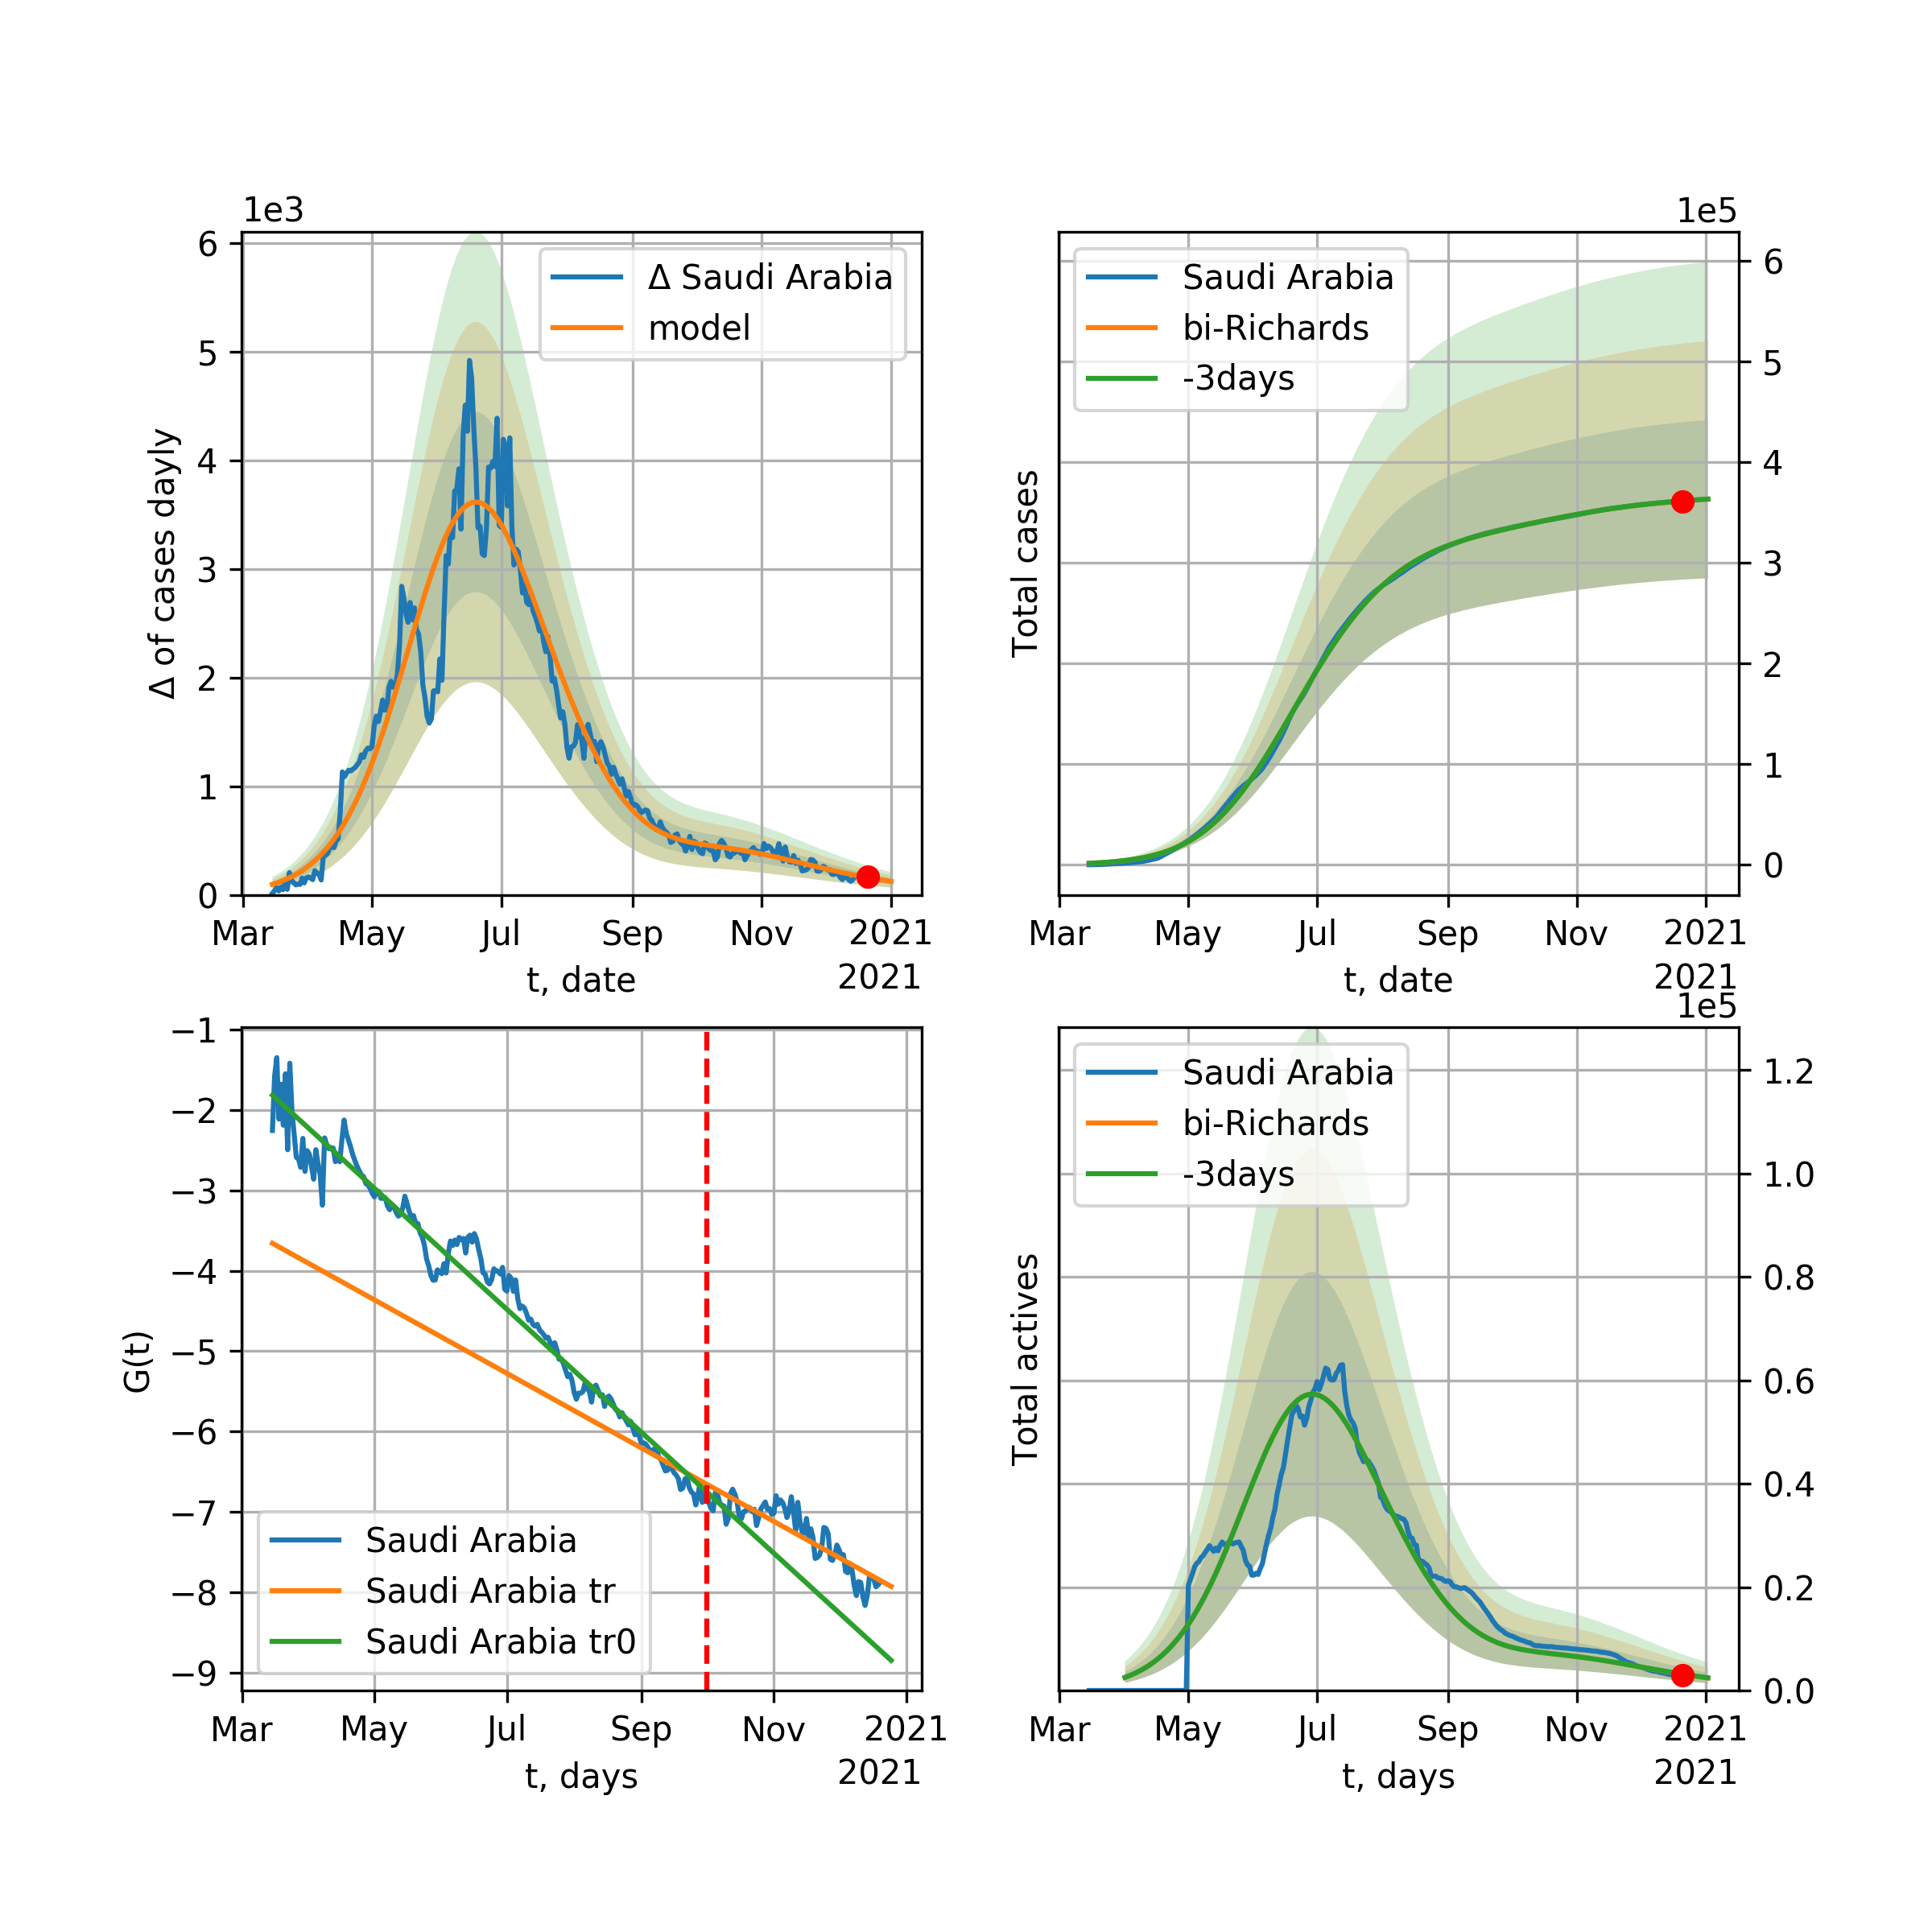 1e3
6
5
4
3
2
1
0
Δ of cases dayly
Δ Saudi Arabia
model
Mar May Jul Sep Nov 2021
t, date
2021
1e5
6
5
4
3
2
1
0
Total cases
Saudi Arabia
bi-Richards
-3days
Mar May Jul Sep Nov 2021
t, date
2021
−1
−2
−3
−4
−5
−6
−7
−8
−9
G(t)
Saudi Arabia
Saudi Arabia tr
Saudi Arabia tr0
Mar May Jul Sep Nov 2021
t, days
2021
1e5
1.2
1.0
0.8
0.6
0.4
0.2
0.0
Total actives
Saudi Arabia
bi-Richards
-3days
Mar May Jul Sep Nov 2021
t, days
2021